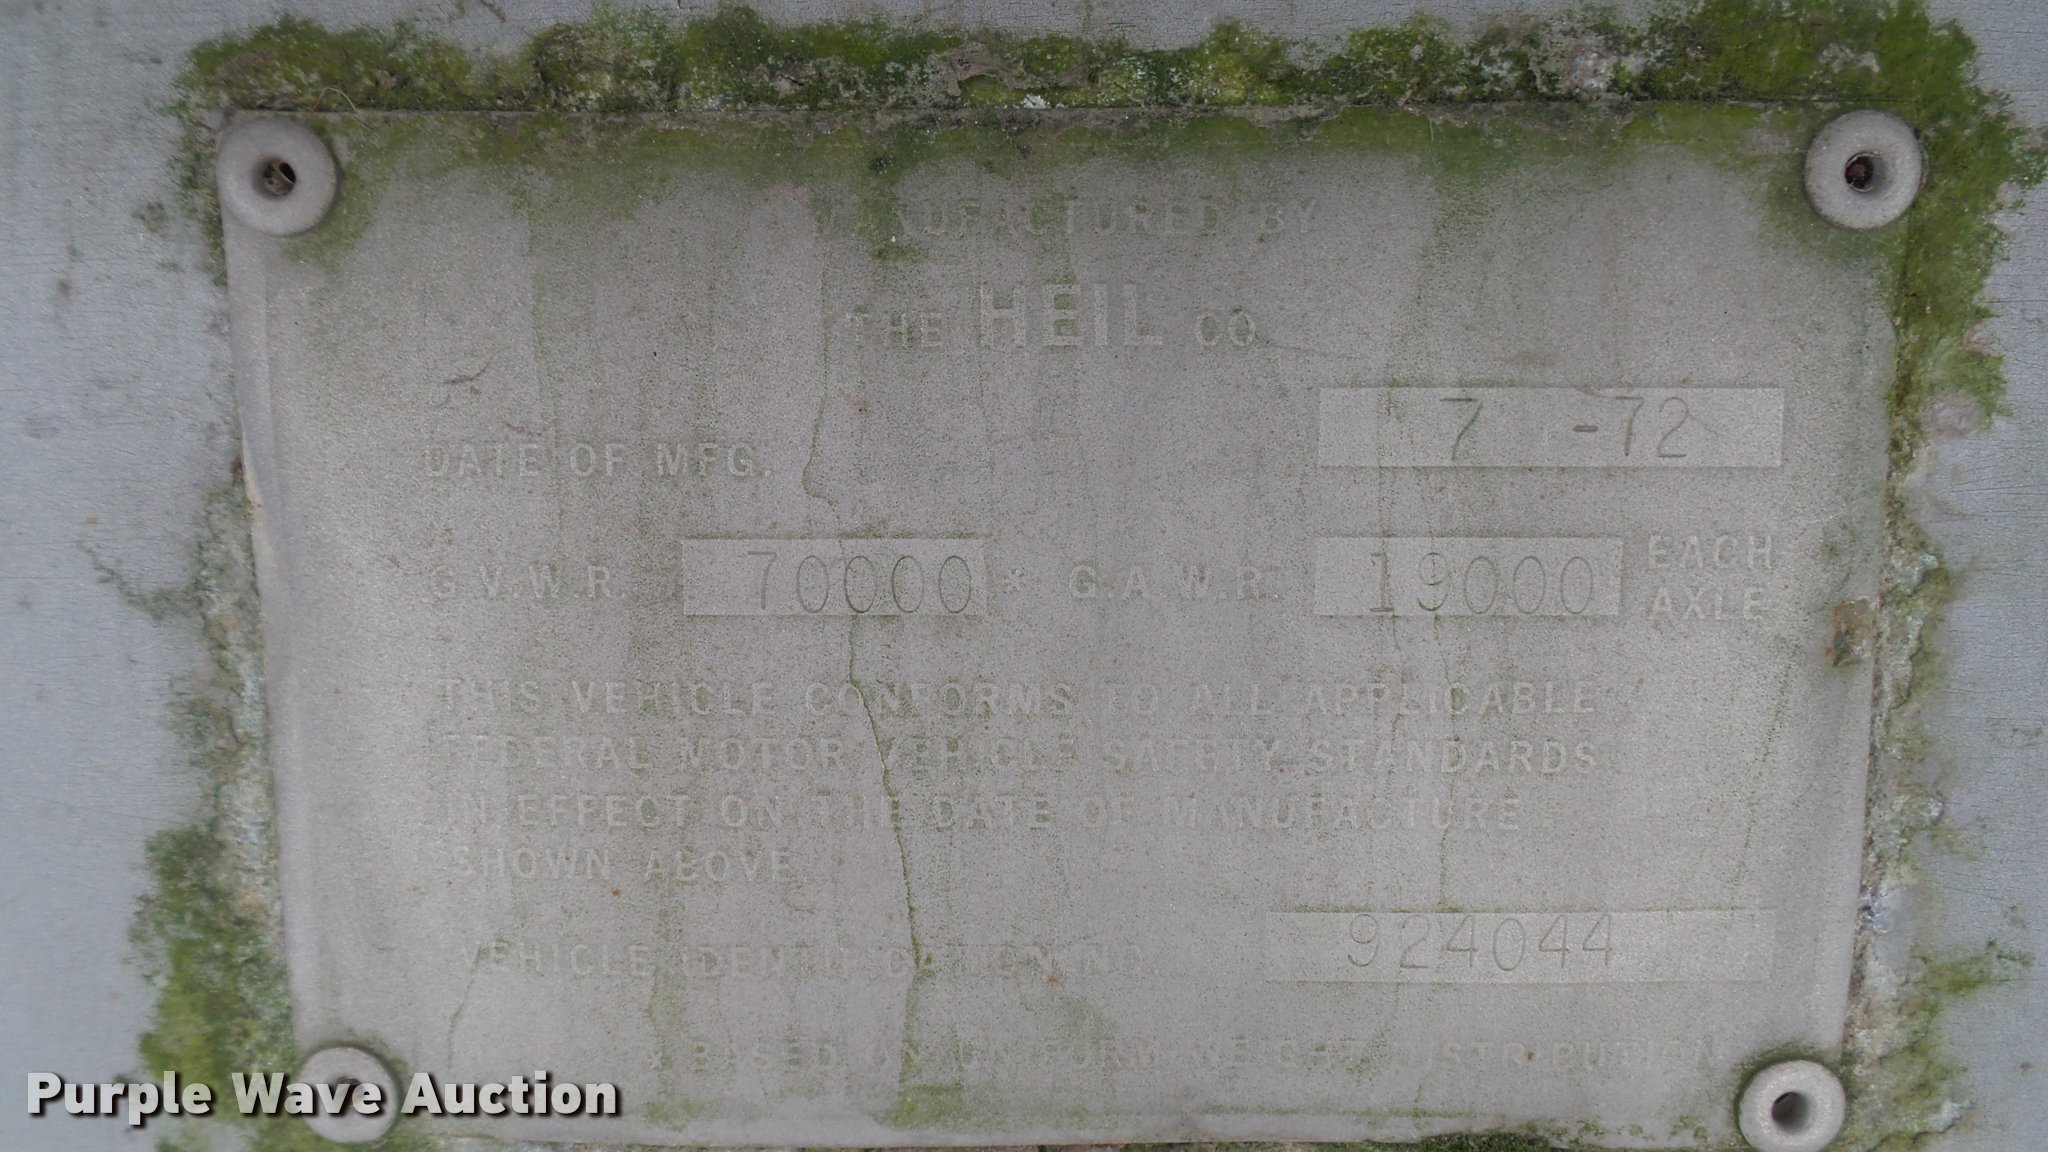 MANUFACTURED BY
THE HEIL CO
DATE OF MFG. 7 -72
G.V.W.R. 70000 * G.A.W.R. 19000 EACH AXLE
THIS VEHICLE CONFORMS TO ALL APPLICABLE
FEDERAL MOTOR VEHICLE SAFETY STANDARDS
IN EFFECT ON THE DATE OF MANUFACTURE
SHOWN ABOVE.
VEHICLE IDENTIFICATION NO. 924044
* BASED ON UNIFORM WEIGHT DISTRIBUTION
Purple Wave Auction